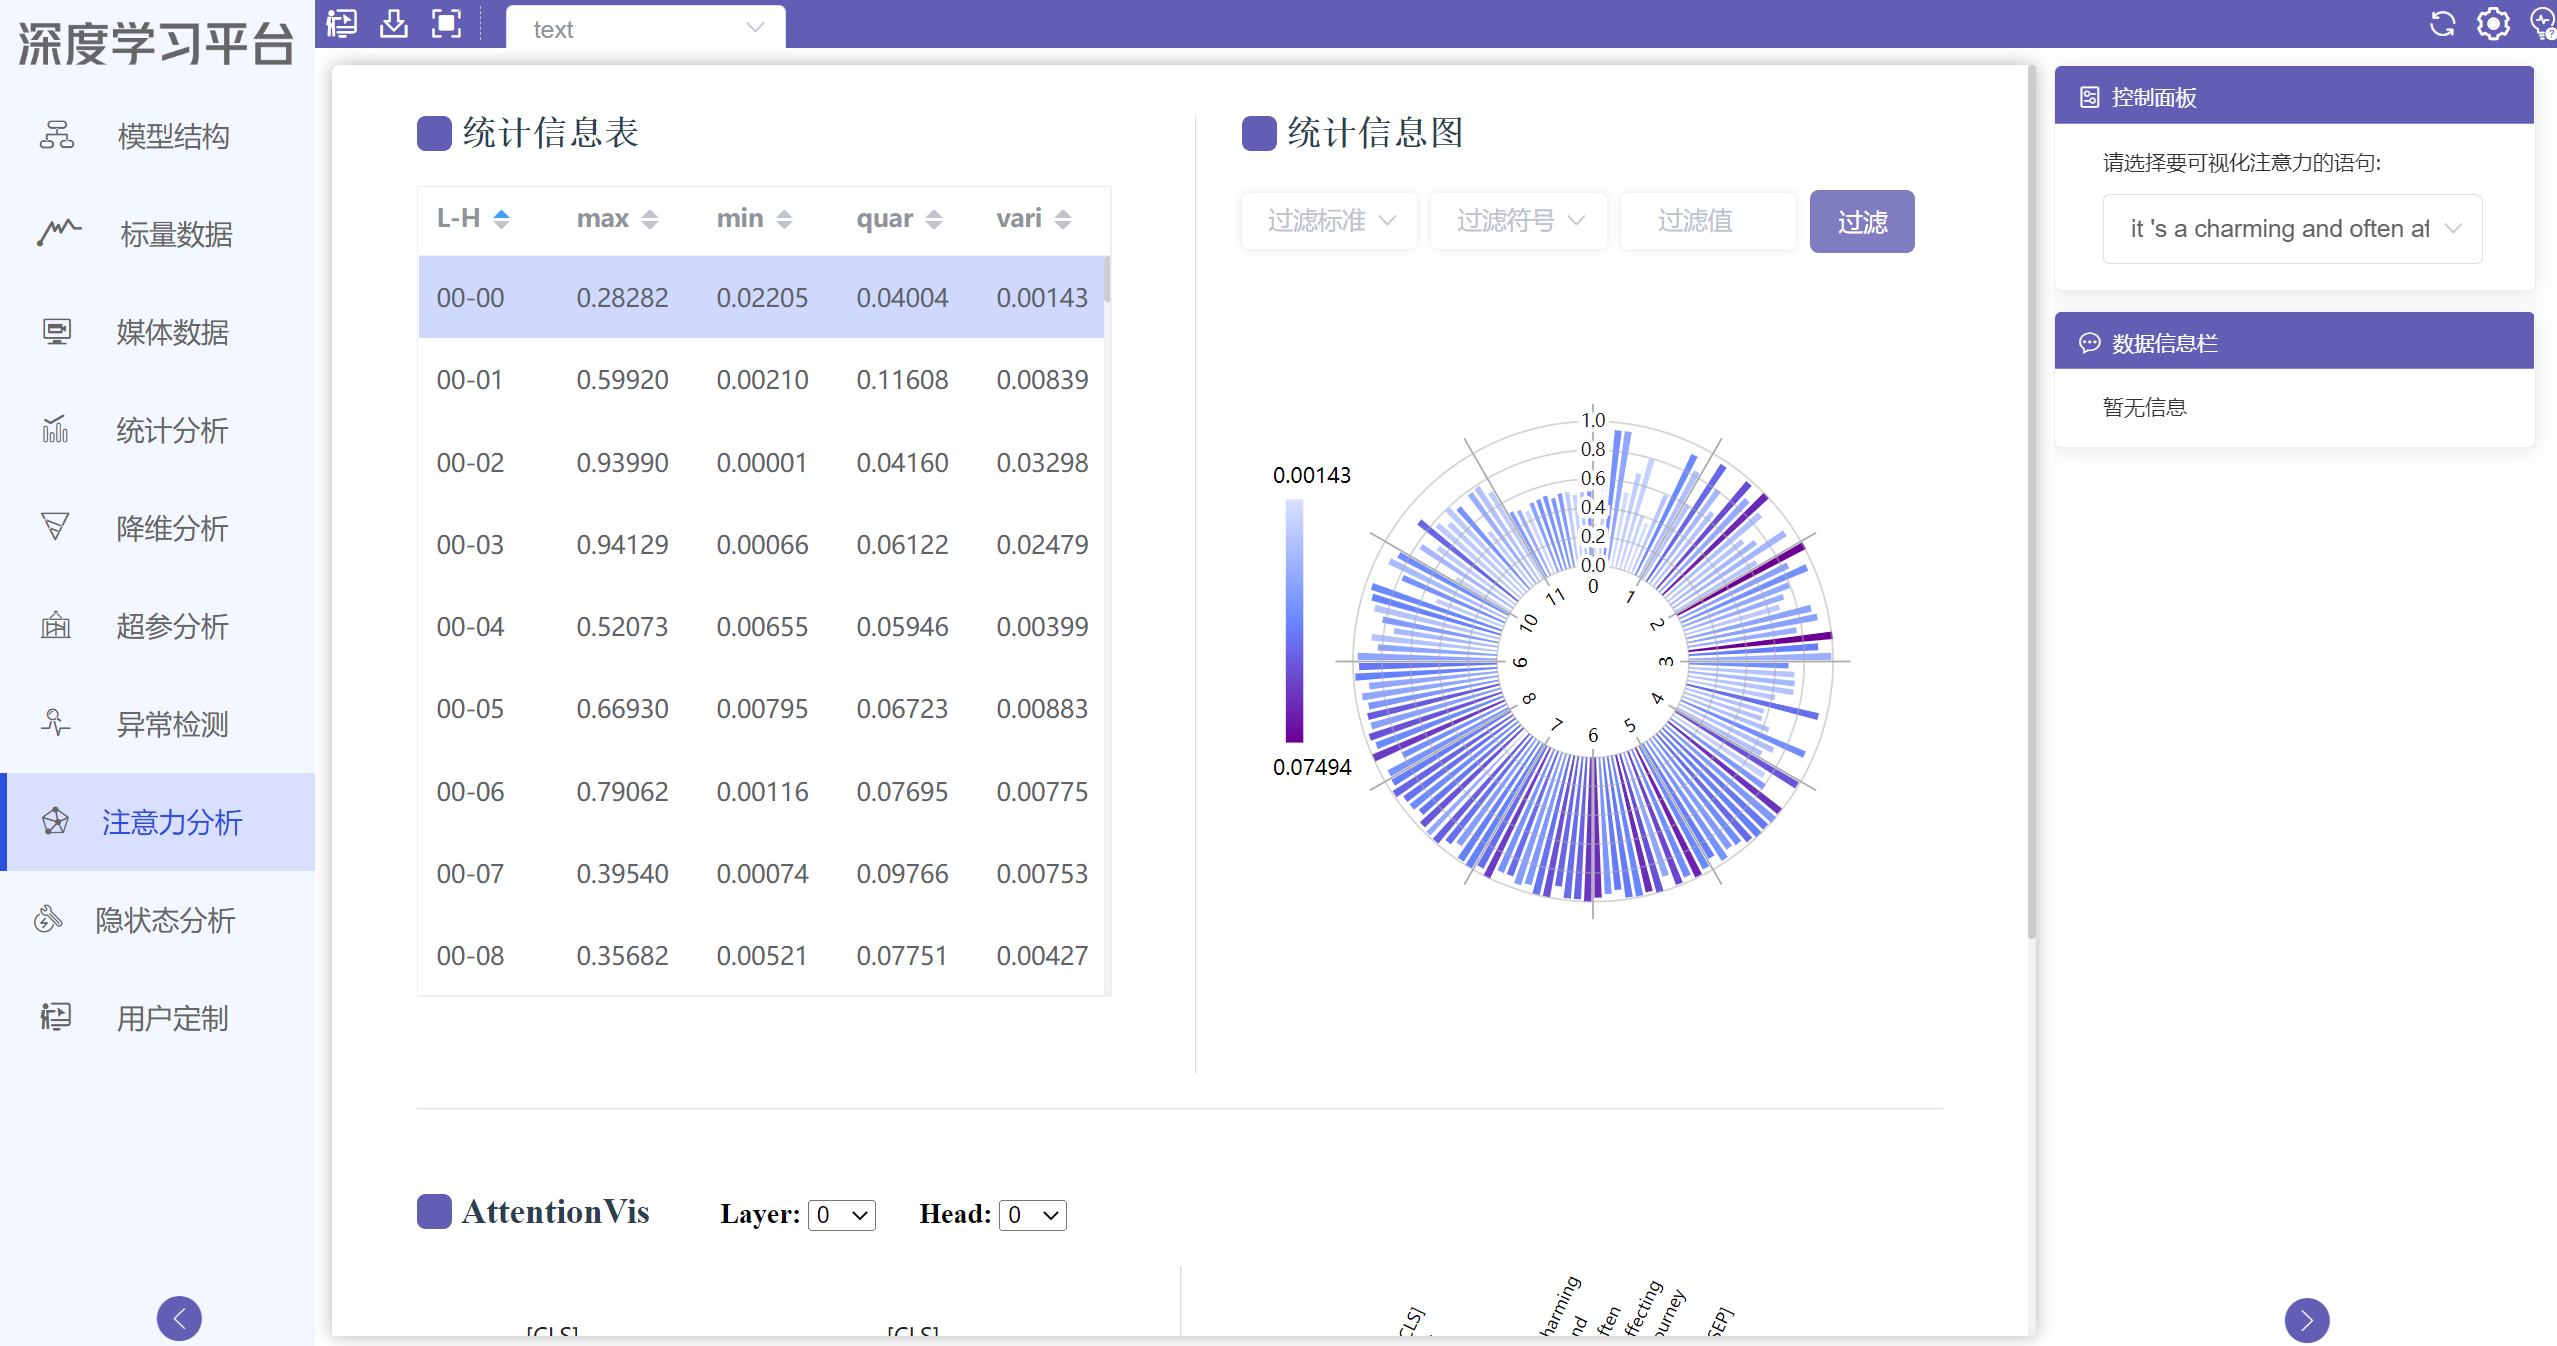 深度学习平台
模型结构
标量数据
媒体数据
统计分析
降维分析
超参分析
异常检测
注意力分析
隐状态分析
用户定制
text
统计信息表
L-H max min quar vari
00-00 0.28282 0.02205 0.04004 0.00143
00-01 0.59920 0.00210 0.11608 0.00839
00-02 0.93990 0.00001 0.04160 0.03298
00-03 0.94129 0.00066 0.06122 0.02479
00-04 0.52073 0.00655 0.05946 0.00399
00-05 0.66930 0.00795 0.06723 0.00883
00-06 0.79062 0.00116 0.07695 0.00775
00-07 0.39540 0.00074 0.09766 0.00753
00-08 0.35682 0.00521 0.07751 0.00427
统计信息图
过滤标准 过滤符号 过滤值 过滤
0.00143
0.07494
1.0
0.8
0.6
0.4
0.2
0.0
0
1
2
3
4
5
6
7
8
9
10
11
AttentionVis Layer: 0 Head: 0
[CLS] [CLS]
CLS]
harming
nd
ften
ffecting
ourney
SEP]
控制面板
请选择要可视化注意力的语句:
it 's a charming and often af
数据信息栏
暂无信息